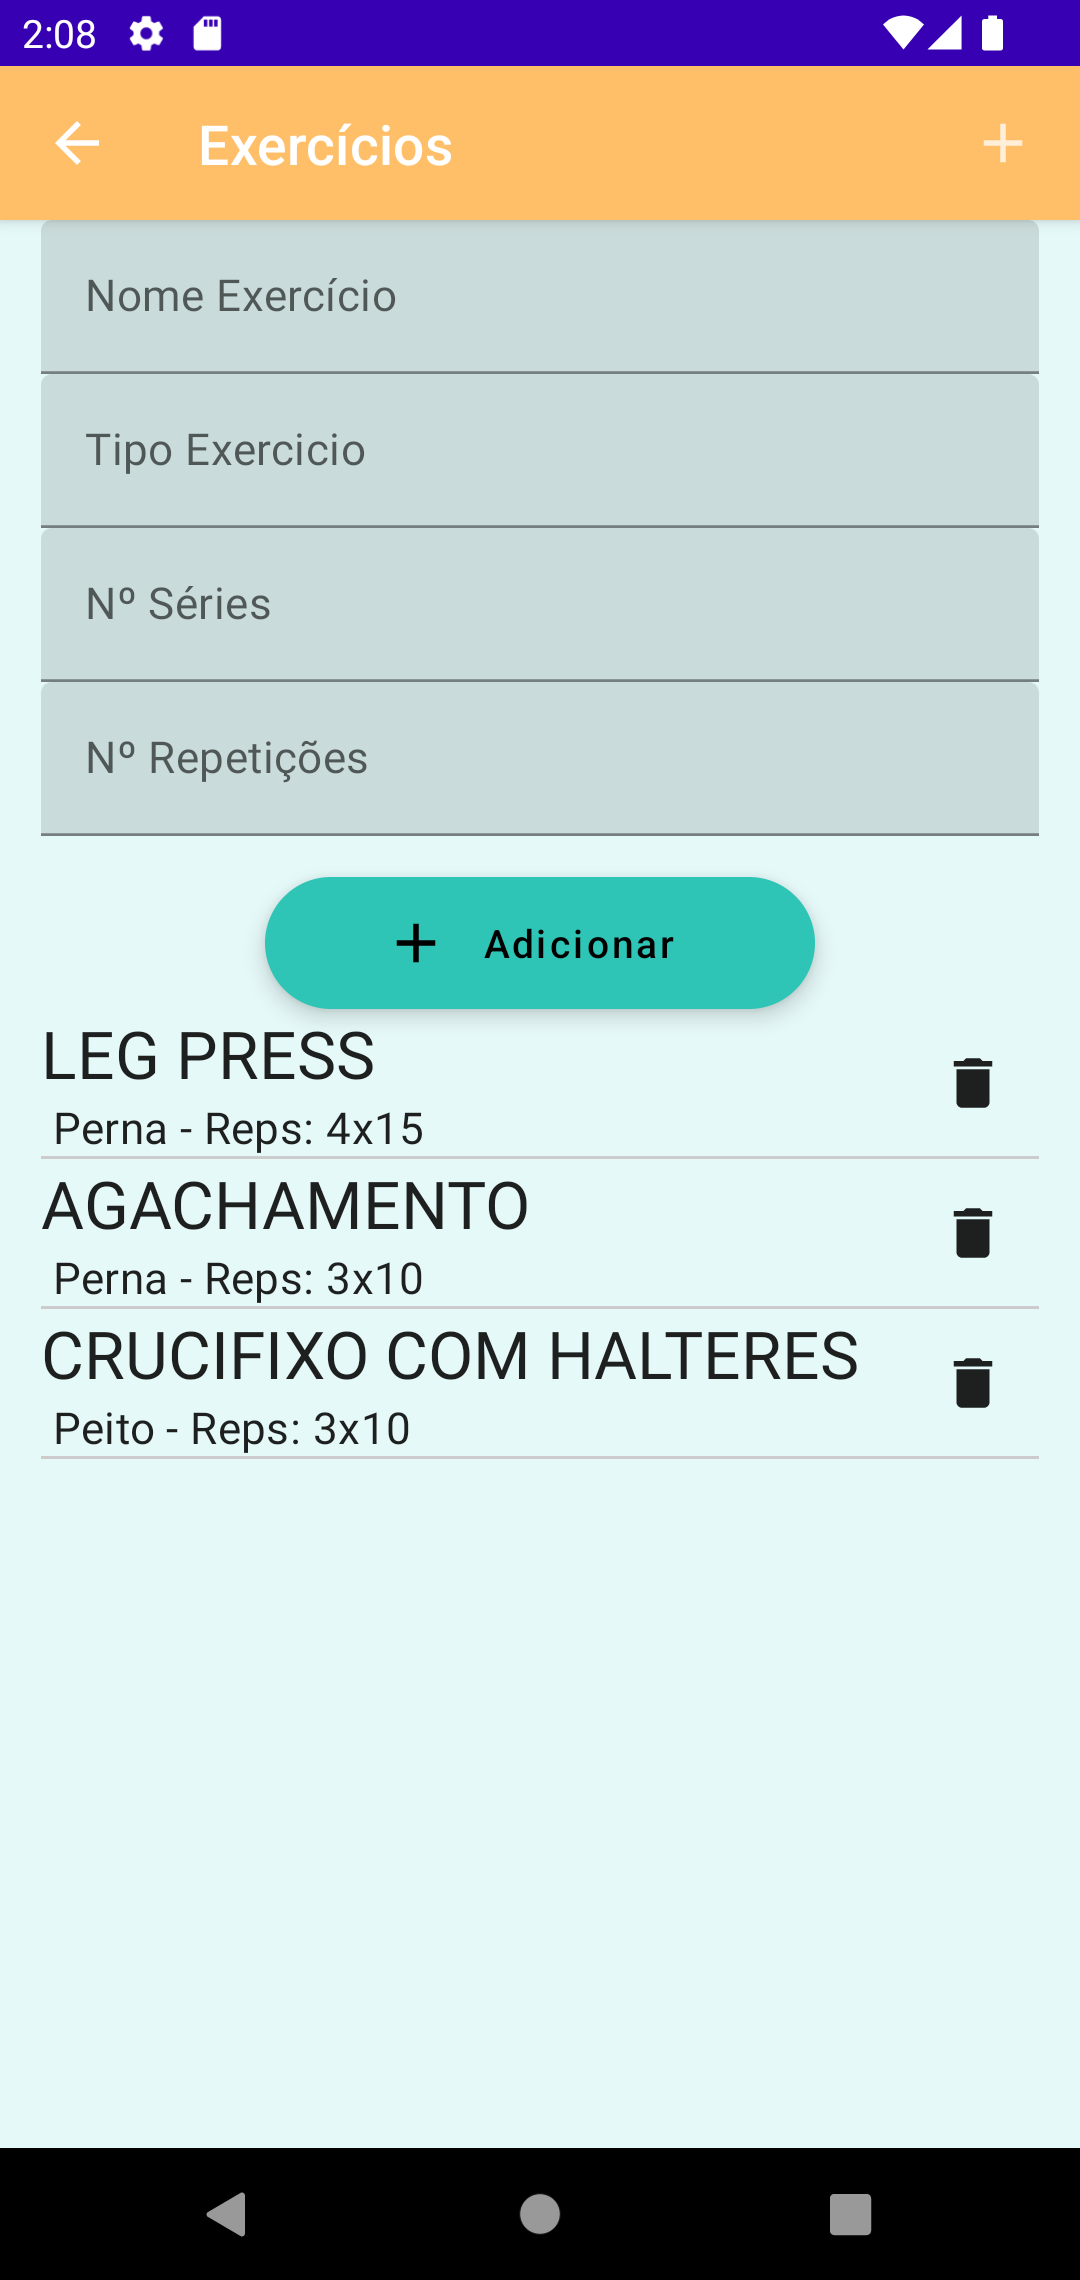 2:08
Exercícios
Nome Exercício
Tipo Exercicio
Nº Séries
Nº Repetições
Adicionar
LEG PRESS
Perna - Reps: 4x15
AGACHAMENTO
Perna - Reps: 3x10
CRUCIFIXO COM HALTERES
Peito - Reps: 3x10